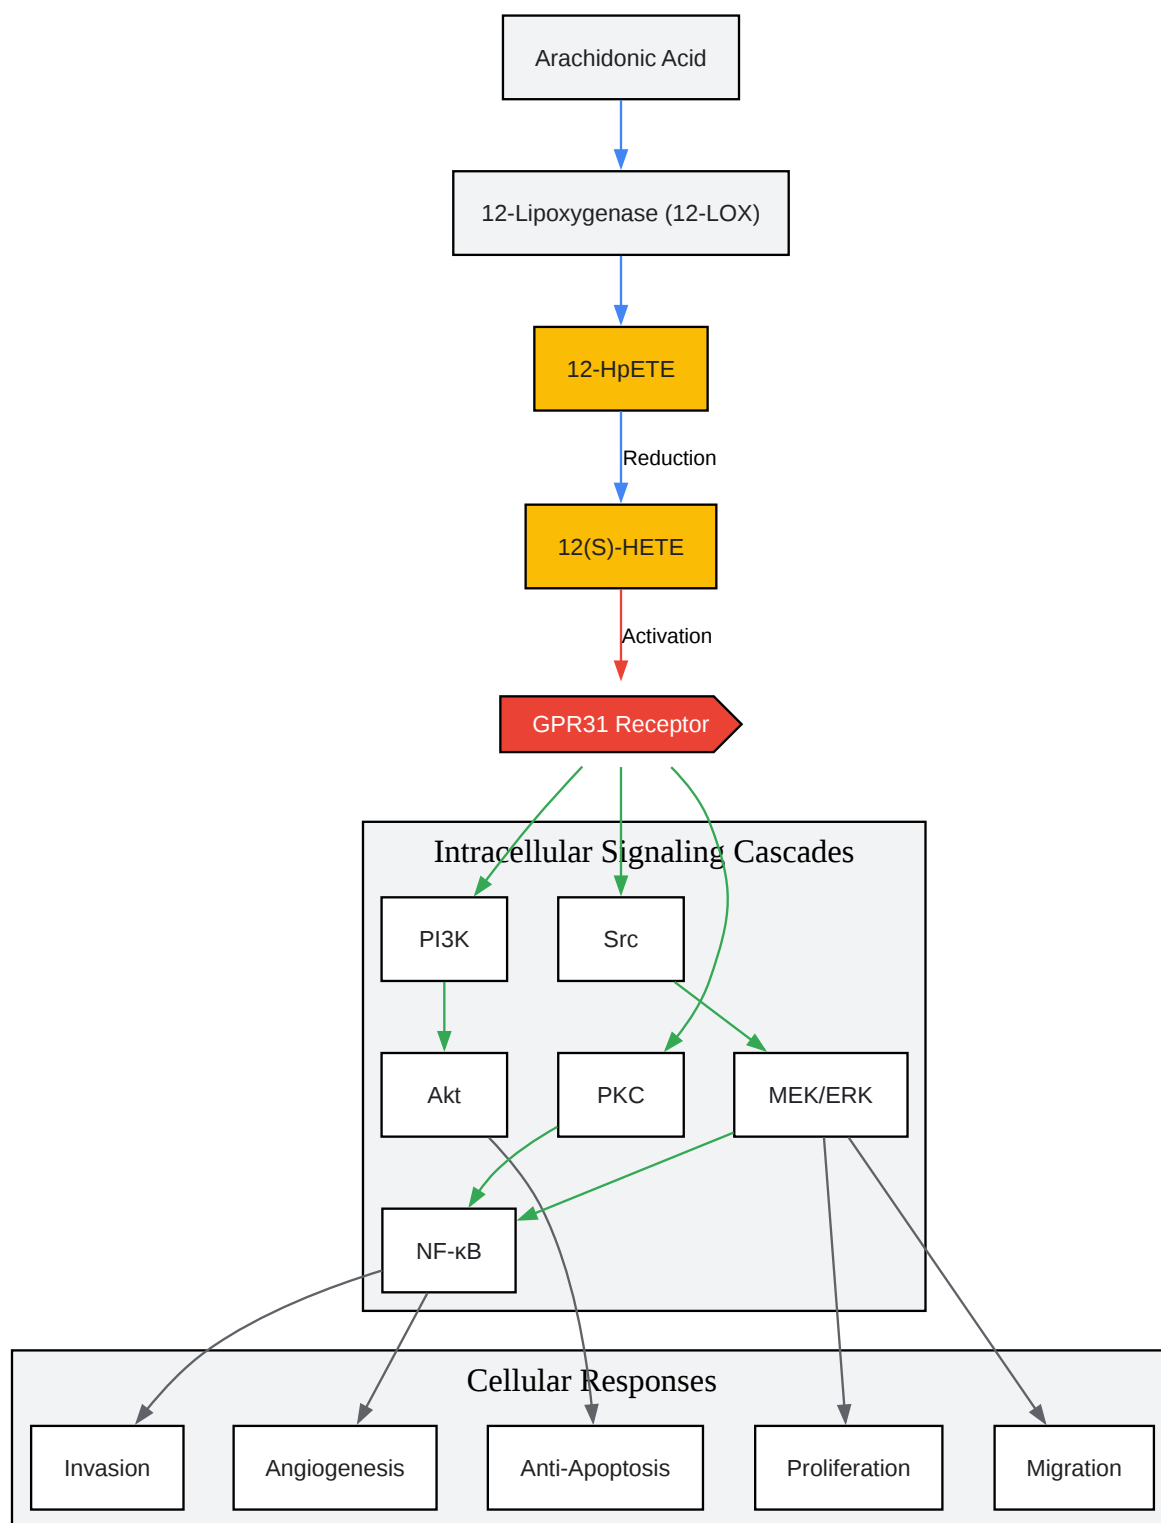 Arachidonic Acid
12-Lipoxygenase (12-LOX)
12-HpETE
Reduction
12(S)-HETE
Activation
GPR31 Receptor
Intracellular Signaling Cascades
PI3K
Src
Akt
PKC
MEK/ERK
NF-κB
Cellular Responses
Invasion
Angiogenesis
Anti-Apoptosis
Proliferation
Migration